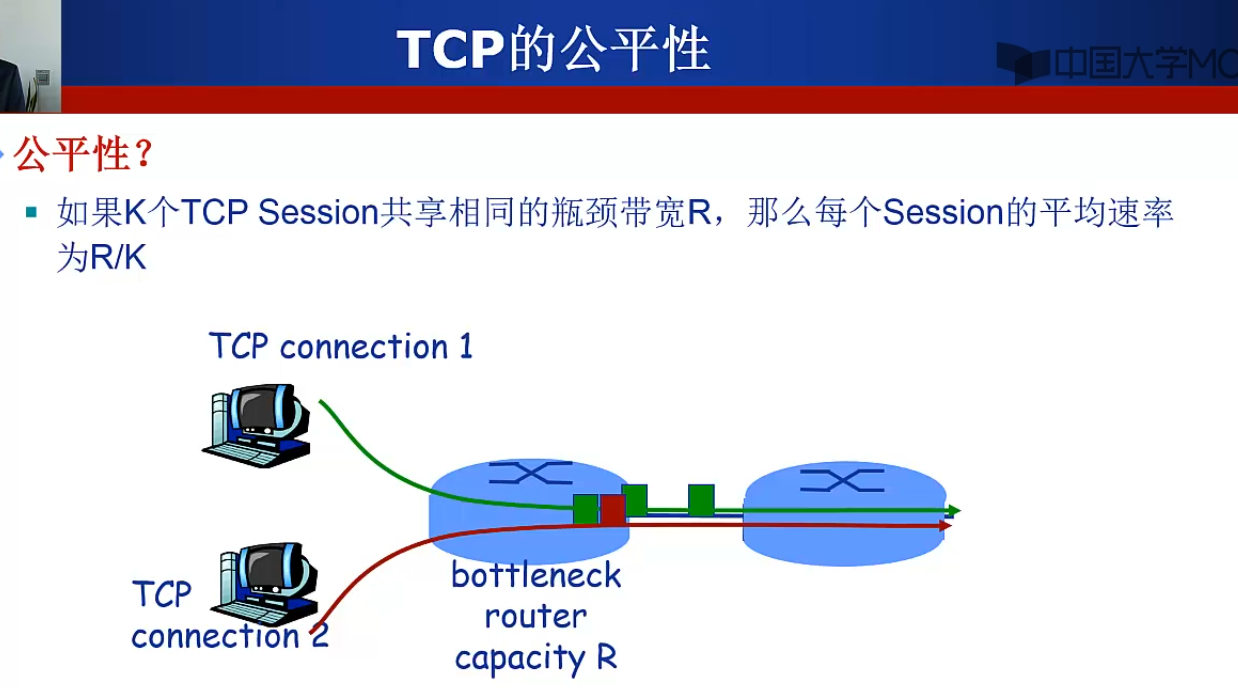 TCP的公平性
中国大学MO
公平性？
如果K个TCP Session共享相同的瓶颈带宽R，那么每个Session的平均速率
为R/K
TCP connection 1
TCP
connection 2
bottleneck
router
capacity R